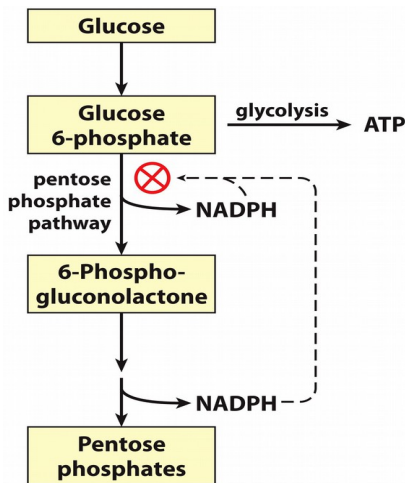 Glucose
Glucose
6-phosphate
glycolysis
ATP
pentose
phosphate
pathway
NADPH
6-Phospho-
gluconolactone
NADPH
Pentose
phosphates